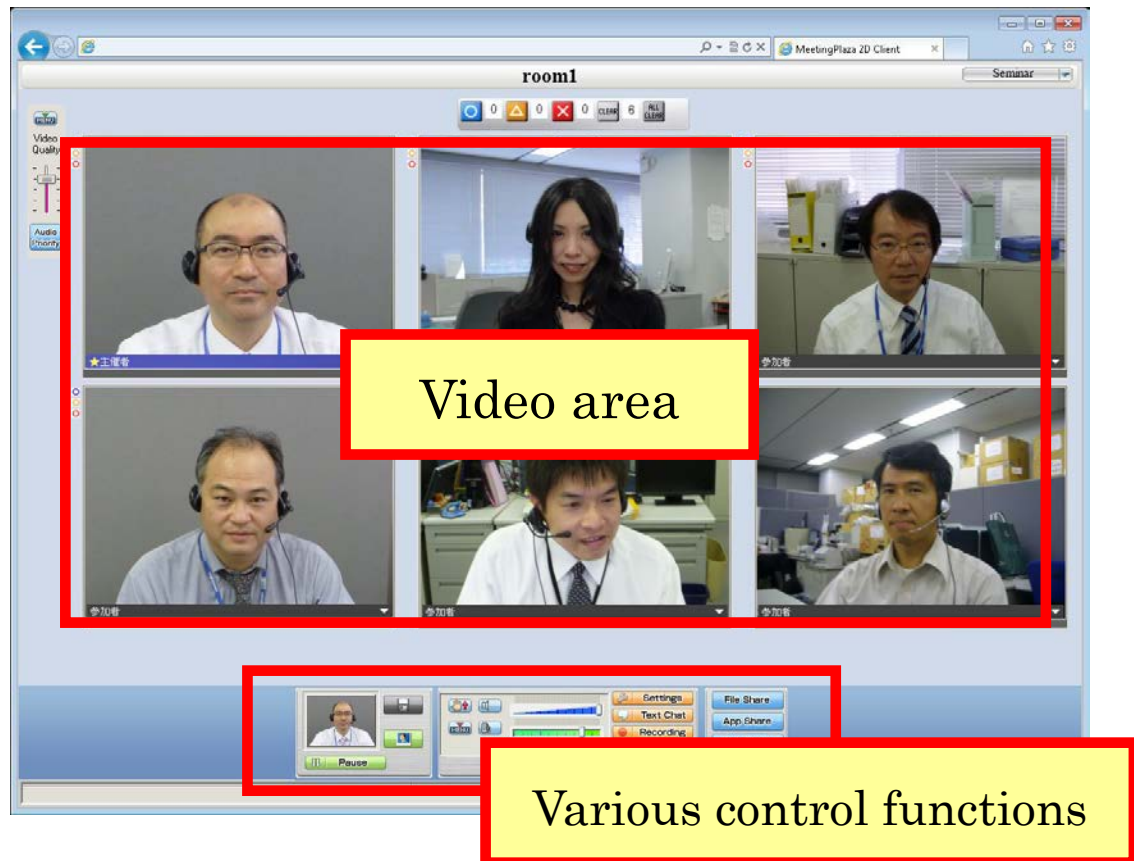 MeetingPlaza 2D Client
room1
Seminar
0 0 0 CLEAR 6 ALL CLEAR
Video
Quality
Audio
Priority
★主催者
参加者
Video area
参加者
参加者
参加者
Settings
File Share
Text Chat
App Share
Recording
Pause
Various control functions